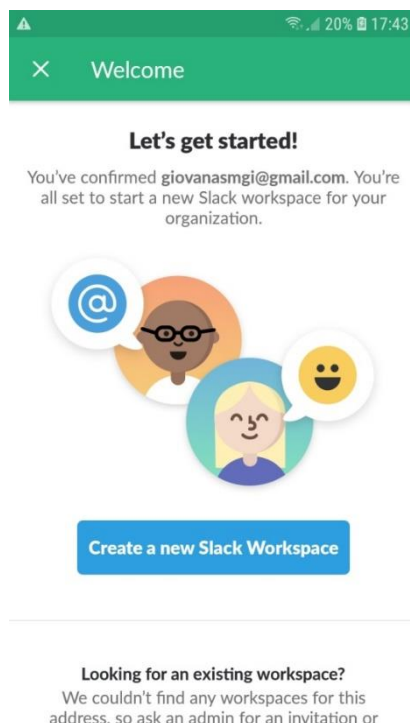 20% 17:43
Welcome
Let's get started!
You've confirmed giovanasmgi@gmail.com. You're
all set to start a new Slack workspace for your
organization.
@
Create a new Slack Workspace
Looking for an existing workspace?
We couldn't find any workspaces for this
address, so ask an admin for an invitation or